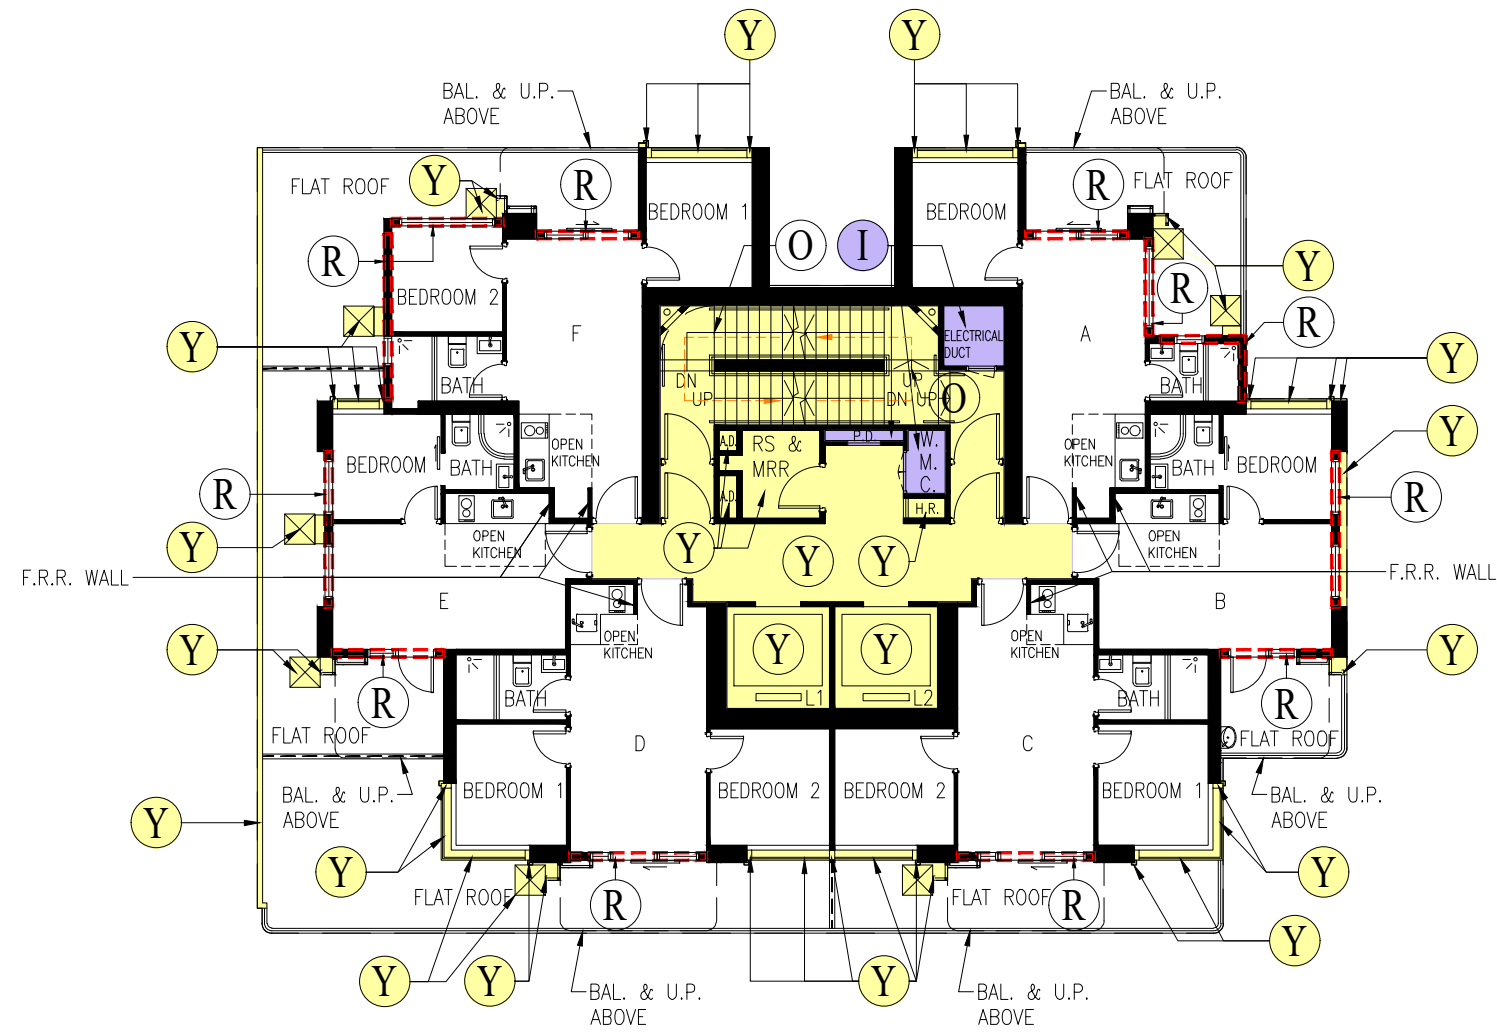 Y
Y
BAL. & U.P.
ABOVE
BAL. & U.P.
ABOVE
FLAT ROOF
Y
R
BEDROOM 1
BEDROOM
R
FLAT ROOF
R
O
I
Y
BEDROOM 2
R
R
Y
F
ELECTRICAL
DUCT
A
Y
DN
UP
UP
DN UP
O
BATH
BATH
Y
OPEN
KITCHEN
A.D.
RS &
MRR
P.D.
W.
M.
C.
OPEN
KITCHEN
BEDROOM
BATH
BATH
BEDROOM
R
A.D.
H.R.
R
Y
OPEN
KITCHEN
Y
Y
Y
OPEN
KITCHEN
F.R.R. WALL
F.R.R. WALL
E
B
Y
OPEN
KITCHEN
Y
Y
OPEN
KITCHEN
Y
R
BATH
L1
L2
BATH
R
FLAT ROOF
D
C
FLAT ROOF
BAL. & U.P.
ABOVE
BEDROOM 1
BEDROOM 2
BEDROOM 2
BEDROOM 1
BAL. & U.P.
ABOVE
Y
Y
Y
FLAT ROOF
R
FLAT ROOF
R
Y
Y
Y
Y
BAL. & U.P.
ABOVE
BAL. & U.P.
ABOVE